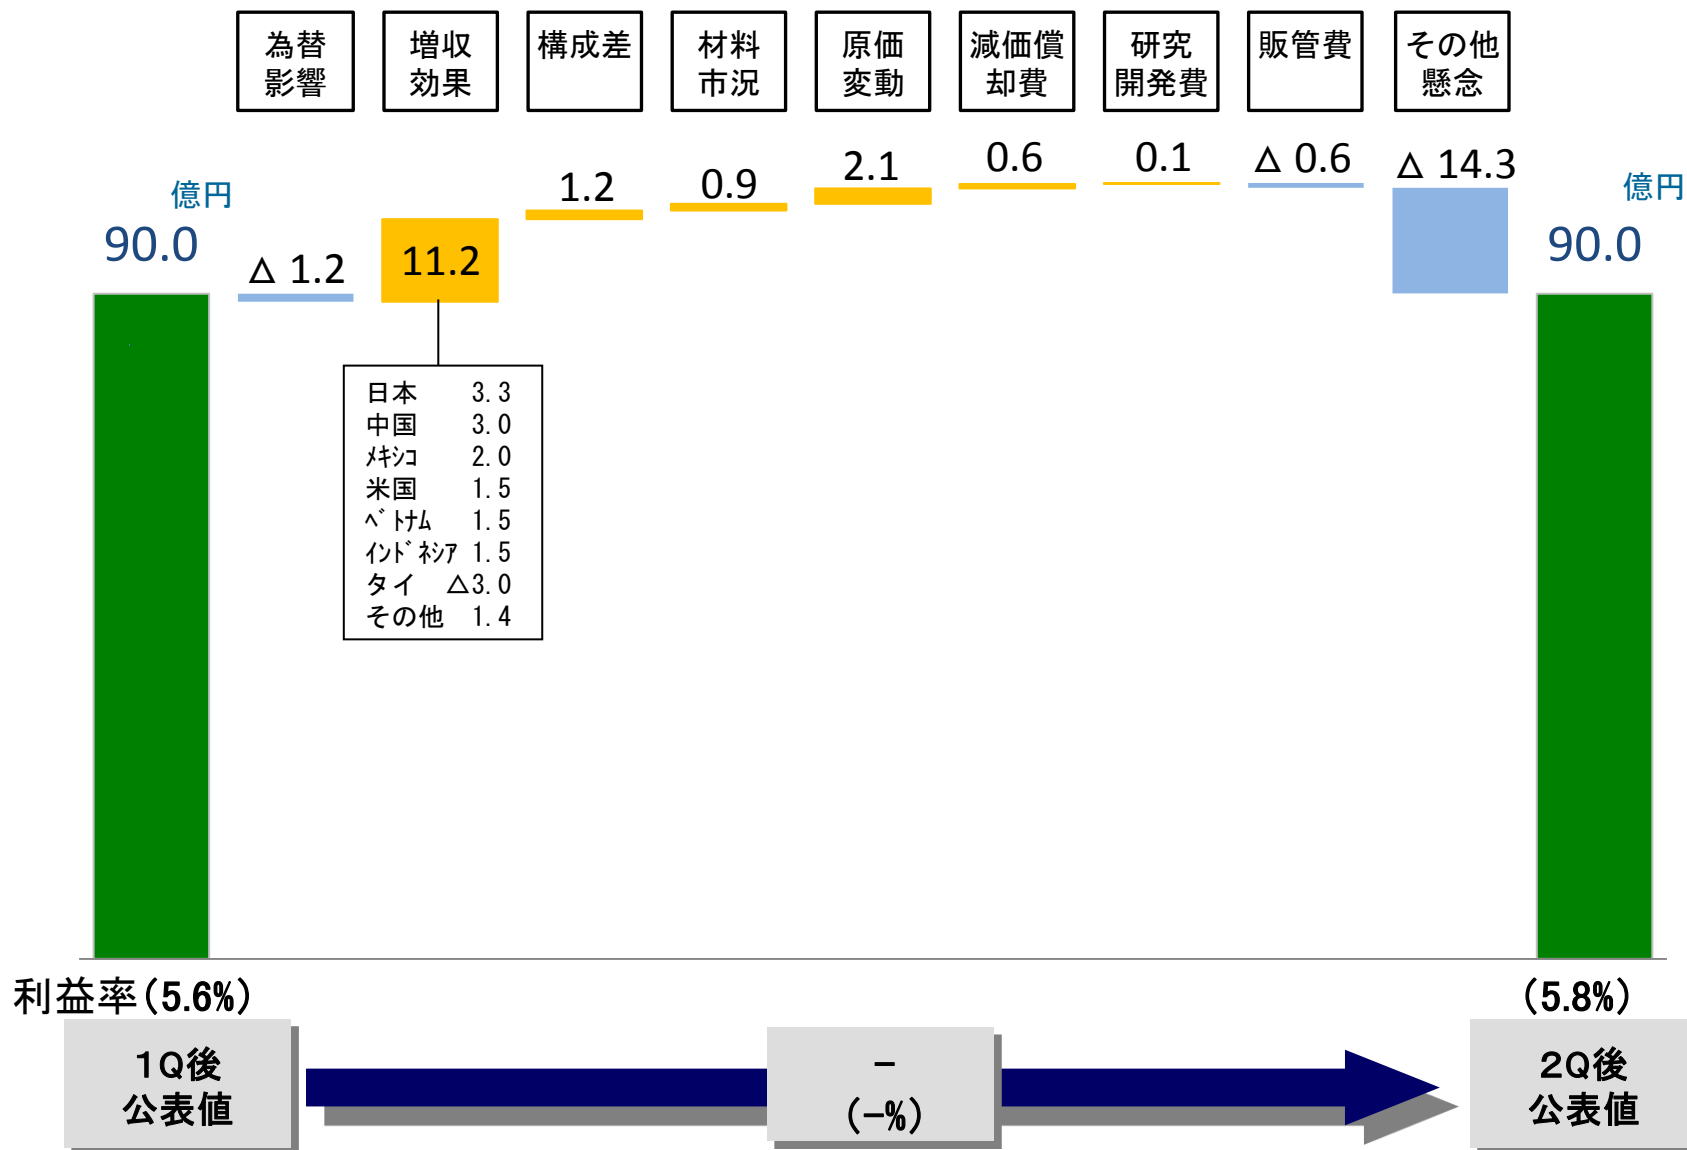 為替
影響
増収
効果
構成差
材料
市況
原価
変動
減価償
却費
研究
開発費
販管費
その他
懸念
億円
90.0
△ 1.2
11.2
1.2
0.9
2.1
0.6
0.1
△ 0.6
△ 14.3
億円
90.0
日本 3.3
中国 3.0
ﾒｷｼｺ 2.0
米国 1.5
ﾍﾞﾄﾅﾑ 1.5
ｲﾝﾄﾞﾈｼｱ 1.5
タイ △3.0
その他 1.4
利益率(5.6%)
(5.8%)
1Q後
公表値
－
(－%)
2Q後
公表値